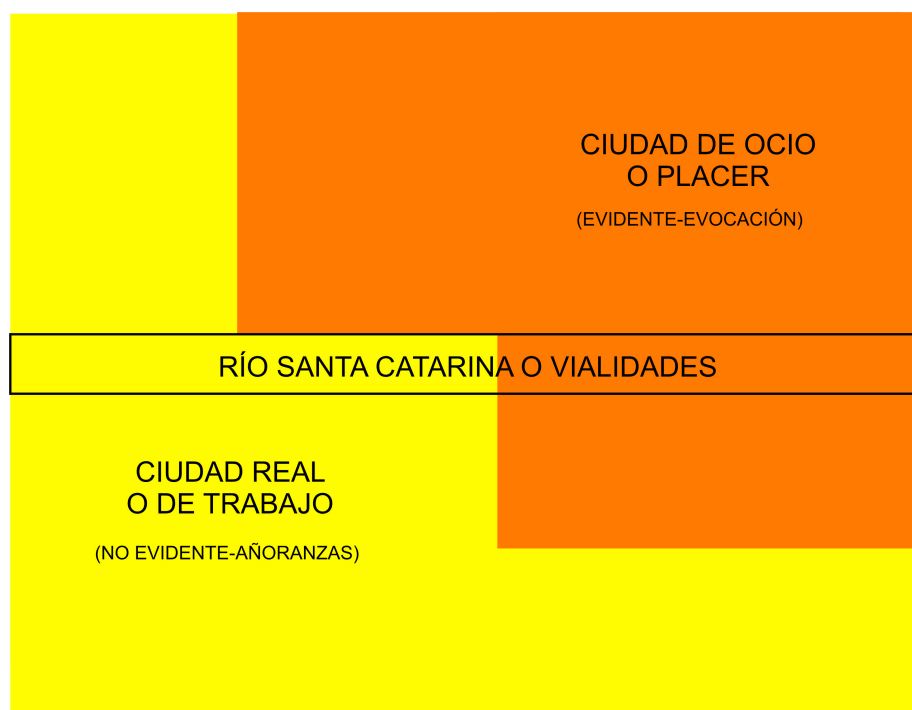 CIUDAD DE OCIO
O PLACER
(EVIDENTE-EVOCACIÓN)
RÍO SANTA CATARINA O VIALIDADES
CIUDAD REAL
O DE TRABAJO
(NO EVIDENTE-AÑORANZAS)